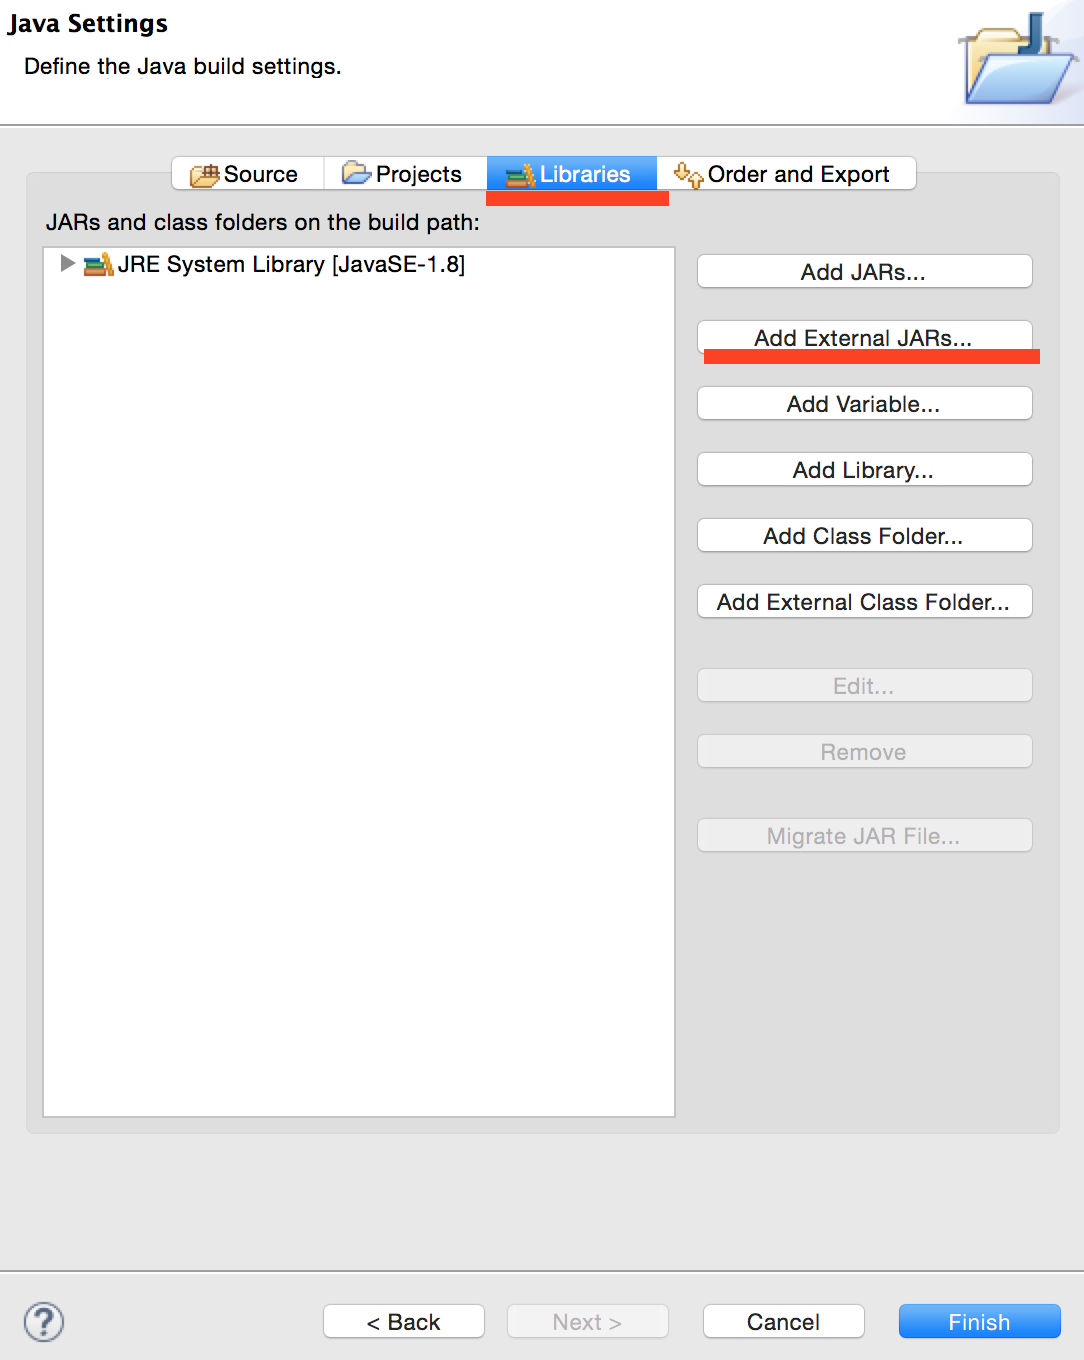 Java Settings
Define the Java build settings.
Source Projects Libraries Order and Export
JARs and class folders on the build path:
JRE System Library [JavaSE-1.8]
Add JARs...
Add External JARs...
Add Variable...
Add Library...
Add Class Folder...
Add External Class Folder...
Edit...
Remove
Migrate JAR File...
? < Back Next > Cancel Finish